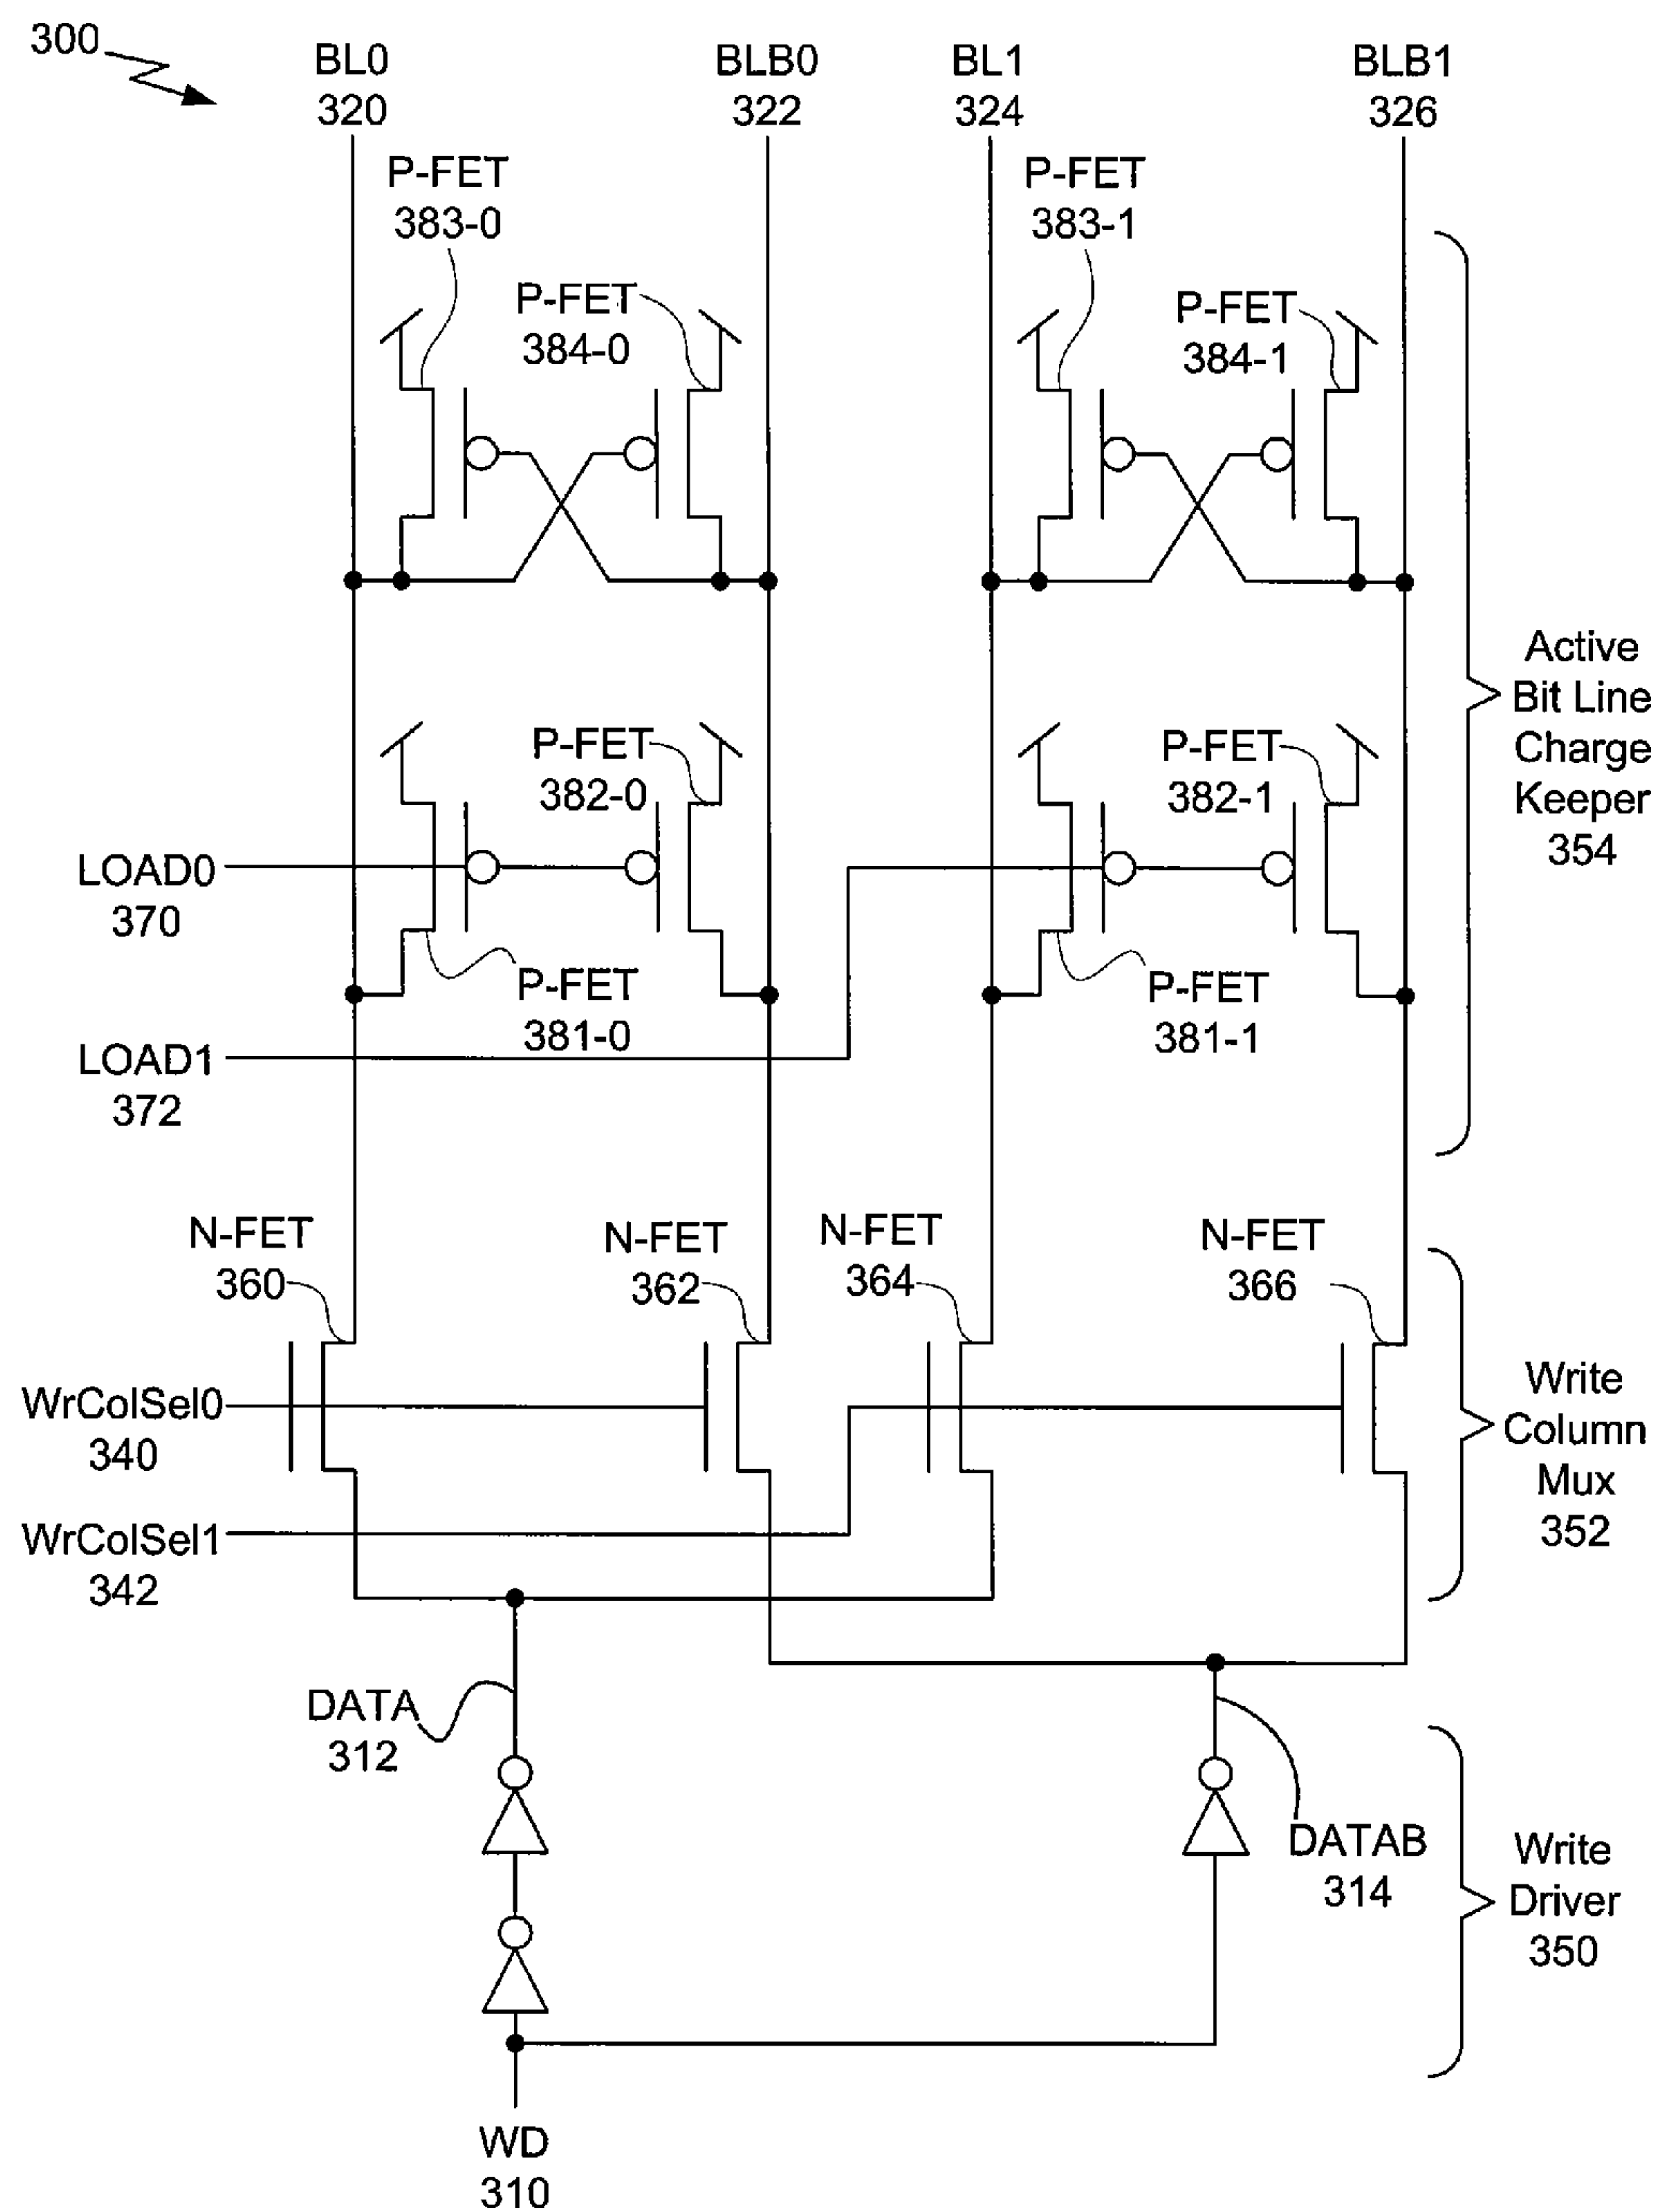 300
BL0
320
BLB0
322
BL1
324
BLB1
326
P-FET
383-0
P-FET
384-0
P-FET
383-1
P-FET
384-1
Active
Bit Line
Charge
Keeper
354
P-FET
382-0
P-FET
382-1
LOAD0
370
P-FET
381-0
P-FET
381-1
LOAD1
372
N-FET
360
N-FET
362
N-FET
364
N-FET
366
WrColSel0
340
WrColSel1
342
Write
Column
Mux
352
DATA
312
DATAB
314
Write
Driver
350
WD
310